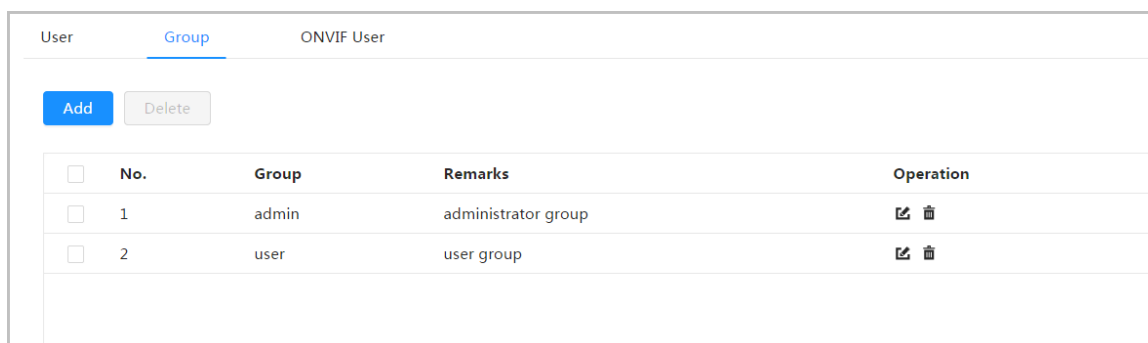 User Group ONVIF User
Add Delete
No. Group Remarks Operation
1 admin administrator group
2 user user group